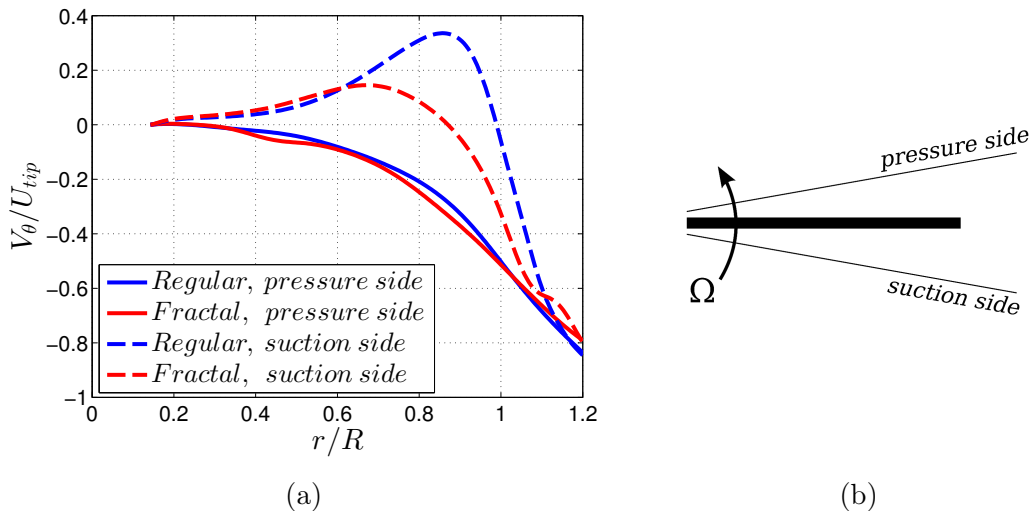 0.4
0.2
0
-0.2
-0.4
-0.6
-0.8
-1
V_θ/U_tip
Regular, pressure side
Fractal, pressure side
Regular, suction side
Fractal, suction side
0 0.2 0.4 0.6 0.8 1 1.2
r/R
(a)
pressure side
Ω
suction side
(b)